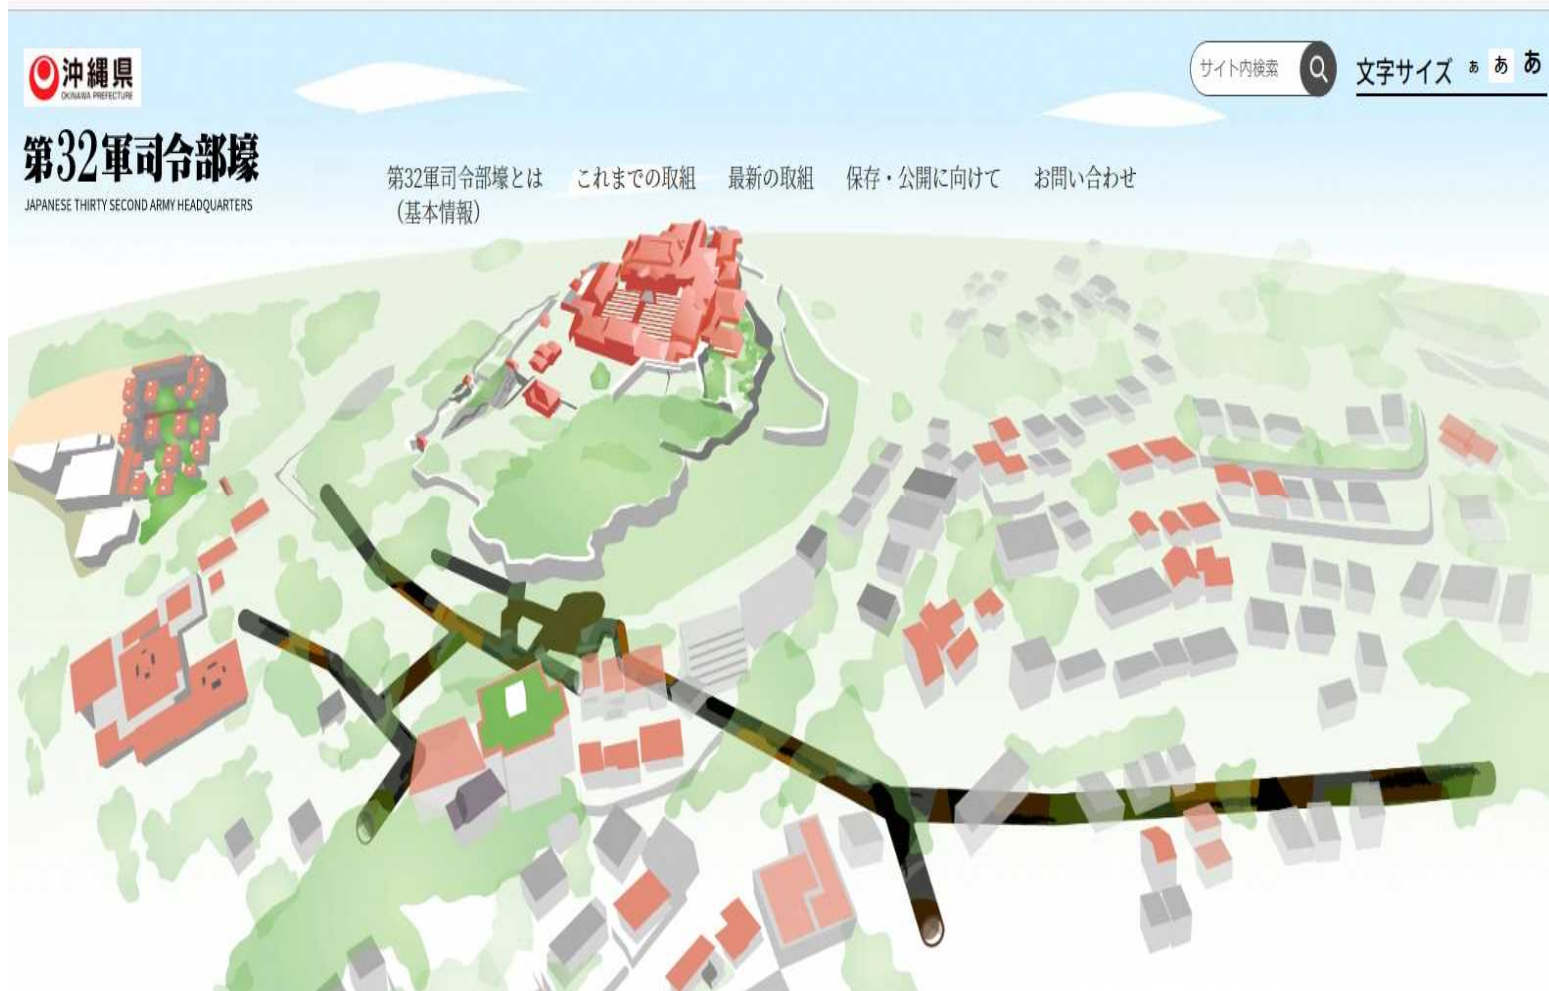 沖縄県
OKINAWA PREFECTURE
サイト内検索
文字サイズ あ あ あ
第32軍司令部壕
JAPANESE THIRTY SECOND ARMY HEADQUARTERS
第32軍司令部壕とは これまでの取組 最新の取組 保存・公開に向けて お問い合わせ
（基本情報）